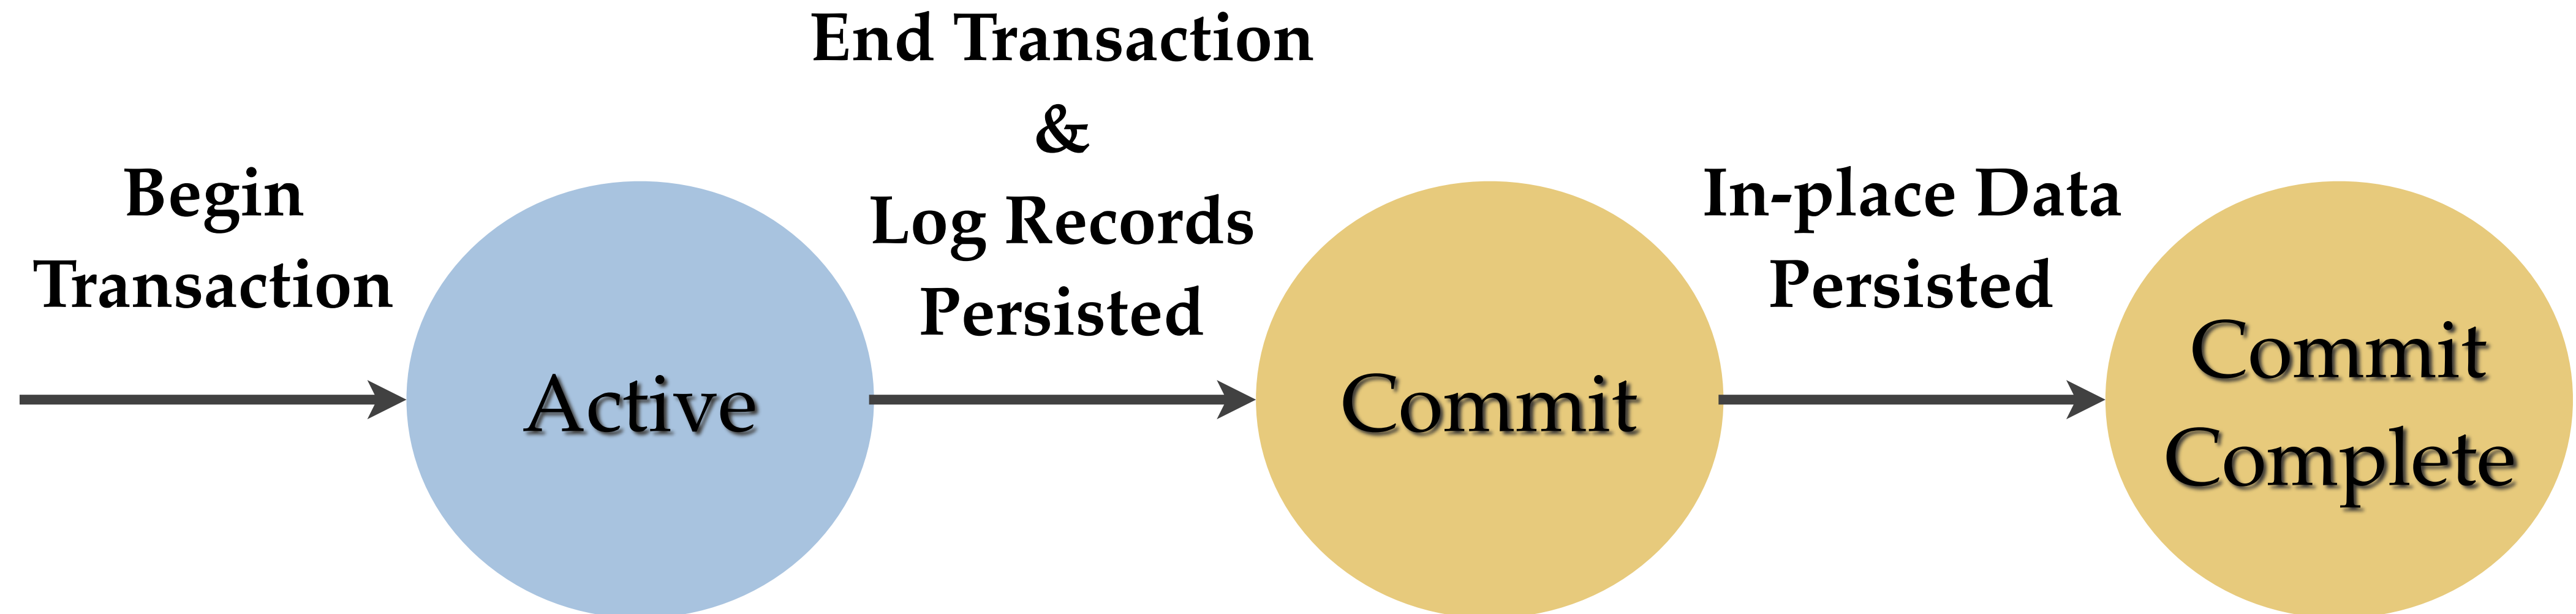 Begin
Transaction
Active
End Transaction
&
Log Records
Persisted
Commit
In-place Data
Persisted
Commit
Complete